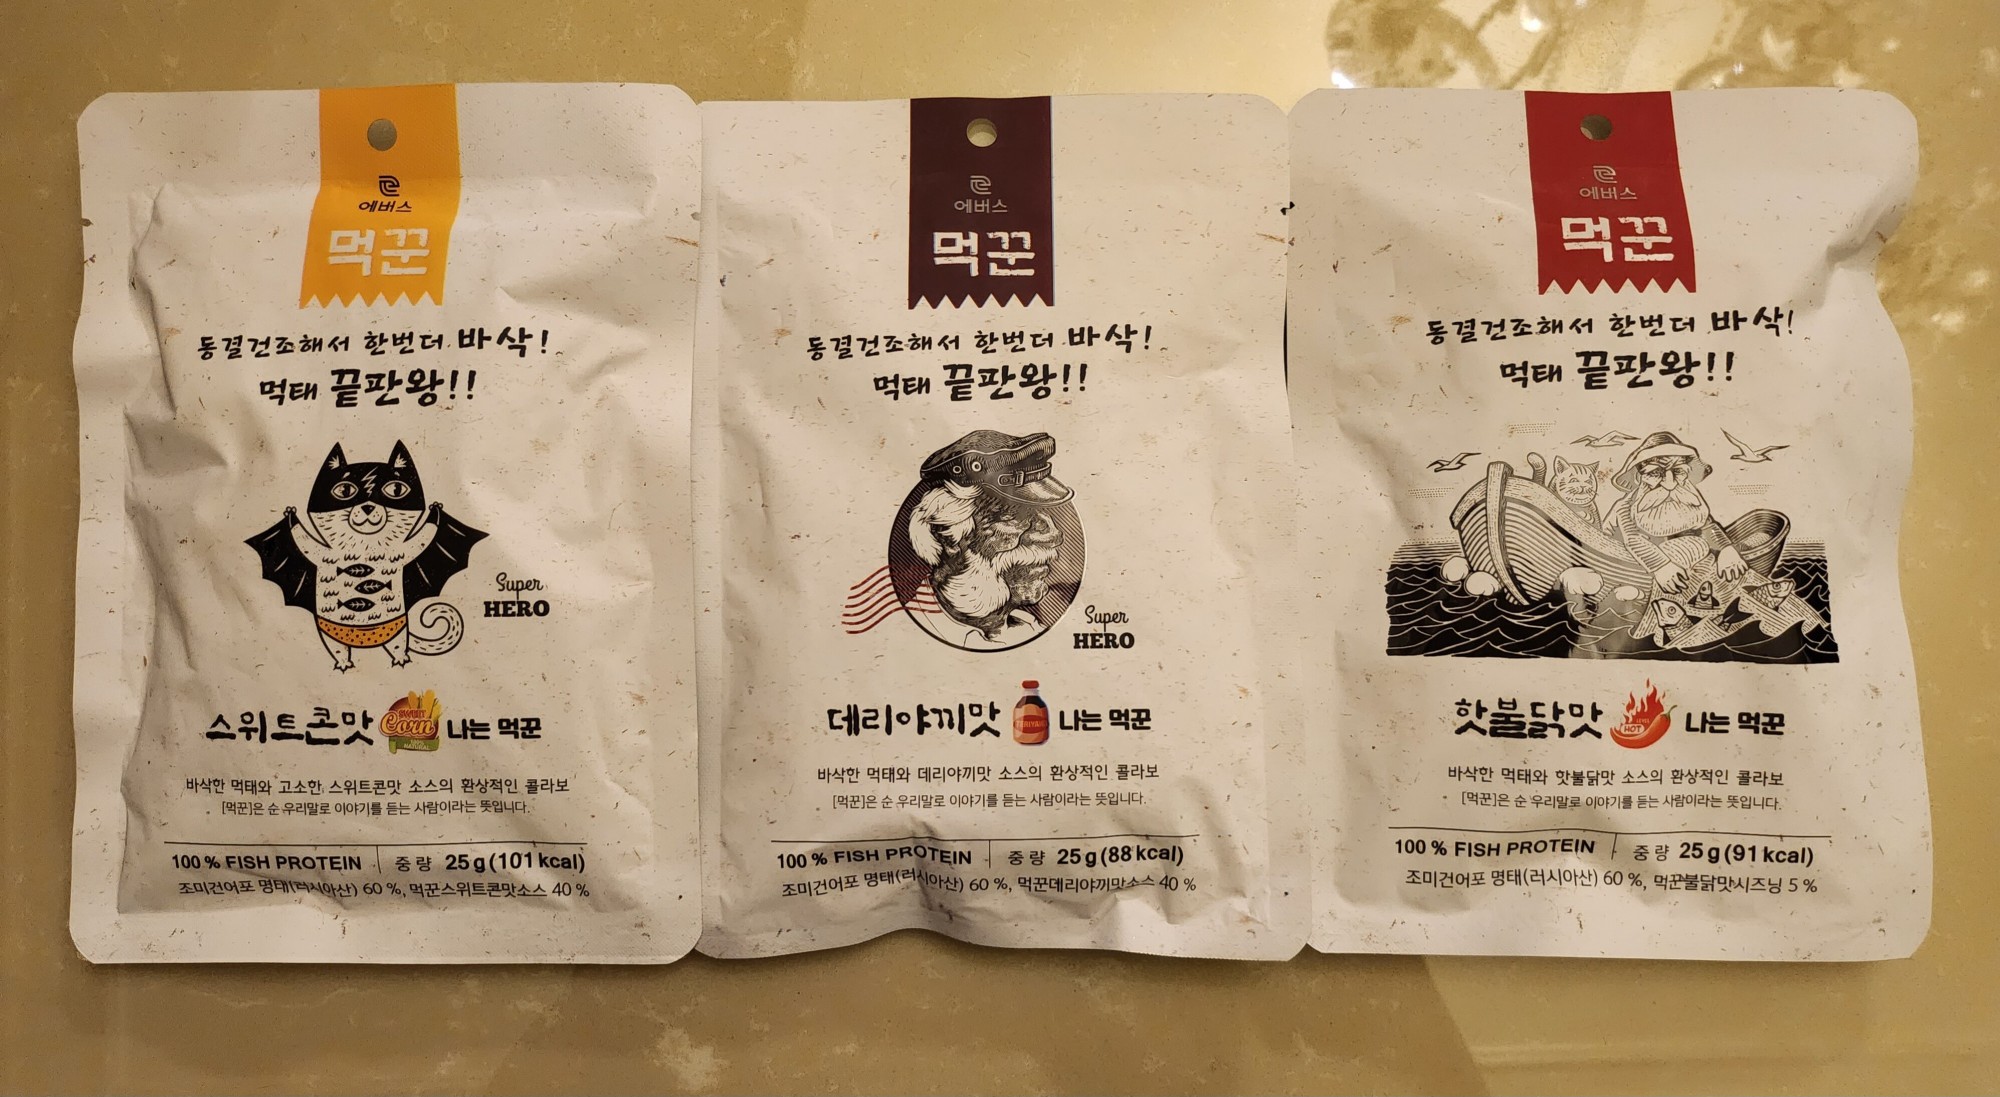 에버스
먹꾼
동결건조해서 한번더 바삭!
먹태 끝판왕!!
Super
HERO
스위트콘맛 SWEET Corn 100% NATURAL 나는 먹꾼
바삭한 먹태와 고소한 스위트콘맛 소스의 환상적인 콜라보
[먹꾼]은 순 우리말로 이야기를 듣는 사람이라는 뜻입니다.
100 % FISH PROTEIN 중량 25 g (101 kcal)
조미건어포 명태(러시아산) 60 %, 먹꾼스위트콘맛소스 40 %
에버스
먹꾼
동결건조해서 한번더 바삭!
먹태 끝판왕!!
Super
HERO
데리야끼맛 TERIYAKI 나는 먹꾼
바삭한 먹태와 데리야끼맛 소스의 환상적인 콜라보
[먹꾼]은 순 우리말로 이야기를 듣는 사람이라는 뜻입니다.
100 % FISH PROTEIN 중량 25 g (88 kcal)
조미건어포 명태(러시아산) 60 %, 먹꾼데리야끼맛소스 40 %
에버스
먹꾼
동결건조해서 한번더 바삭!
먹태 끝판왕!!
핫불닭맛 HOT 나는 먹꾼
바삭한 먹태와 핫불닭맛 소스의 환상적인 콜라보
[먹꾼]은 순 우리말로 이야기를 듣는 사람이라는 뜻입니다.
100 % FISH PROTEIN 중량 25 g (91 kcal)
조미건어포 명태(러시아산) 60 %, 먹꾼불닭맛시즈닝 5 %